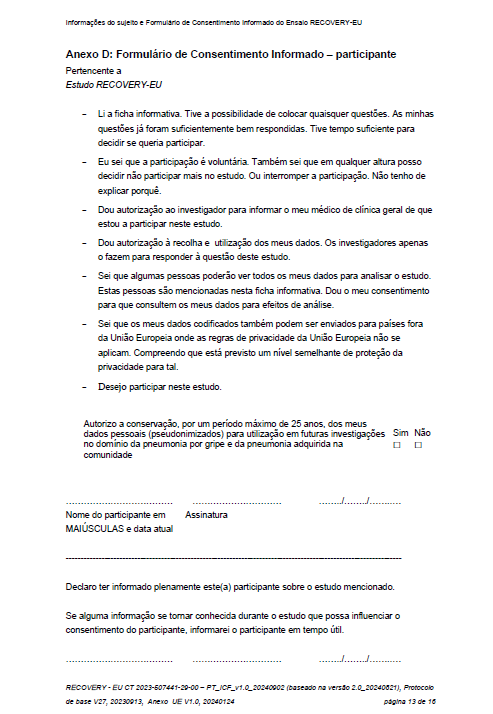 Informações do sujeito e Formulário de Consentimento Informado do Ensaio RECOVERY-EU
Anexo D: Formulário de Consentimento Informado – participante
Pertencente a
Estudo RECOVERY-EU
– Li a ficha informativa. Tive a possibilidade de colocar quaisquer questões. As minhas
questões já foram suficientemente bem respondidas. Tive tempo suficiente para
decidir se queria participar.
– Eu sei que a participação é voluntária. Também sei que em qualquer altura posso
decidir não participar mais no estudo. Ou interromper a participação. Não tenho de
explicar porquê.
– Dou autorização ao investigador para informar o meu médico de clínica geral de que
estou a participar neste estudo.
– Dou autorização à recolha e utilização dos meus dados. Os investigadores apenas
o fazem para responder à questão deste estudo.
– Sei que algumas pessoas poderão ver todos os meus dados para analisar o estudo.
Estas pessoas são mencionadas nesta ficha informativa. Dou o meu consentimento
para que consultem os meus dados para efeitos de análise.
– Sei que os meus dados codificados também podem ser enviados para países fora
da União Europeia onde as regras de privacidade da União Europeia não se
aplicam. Compreendo que está previsto um nível semelhante de proteção da
privacidade para tal.
– Desejo participar neste estudo.
Autorizo a conservação, por um período máximo de 25 anos, dos meus
dados pessoais (pseudonimizados) para utilização em futuras investigações Sim Não
no domínio da pneumonia por gripe e da pneumonia adquirida na ☐ ☐
comunidade
……………………………… ………………………… ……../……../……….
Nome do participante em Assinatura
MAIÚSCULAS e data atual
----------------------------------------------------------------------------------------------------------------
Declaro ter informado plenamente este(a) participante sobre o estudo mencionado.
Se alguma informação se tornar conhecida durante o estudo que possa influenciar o
consentimento do participante, informarei o participante em tempo útil.
……………………………… ………………………… ……../……../……….
RECOVERY - EU CT 2023-507441-29-00 – PT_ICF_v1.0_20240902 (baseado na versão 2.0_20240621), Protocolo
de base V27, 20230913, Anexo UE V1.0, 20240124 página 13 de 16